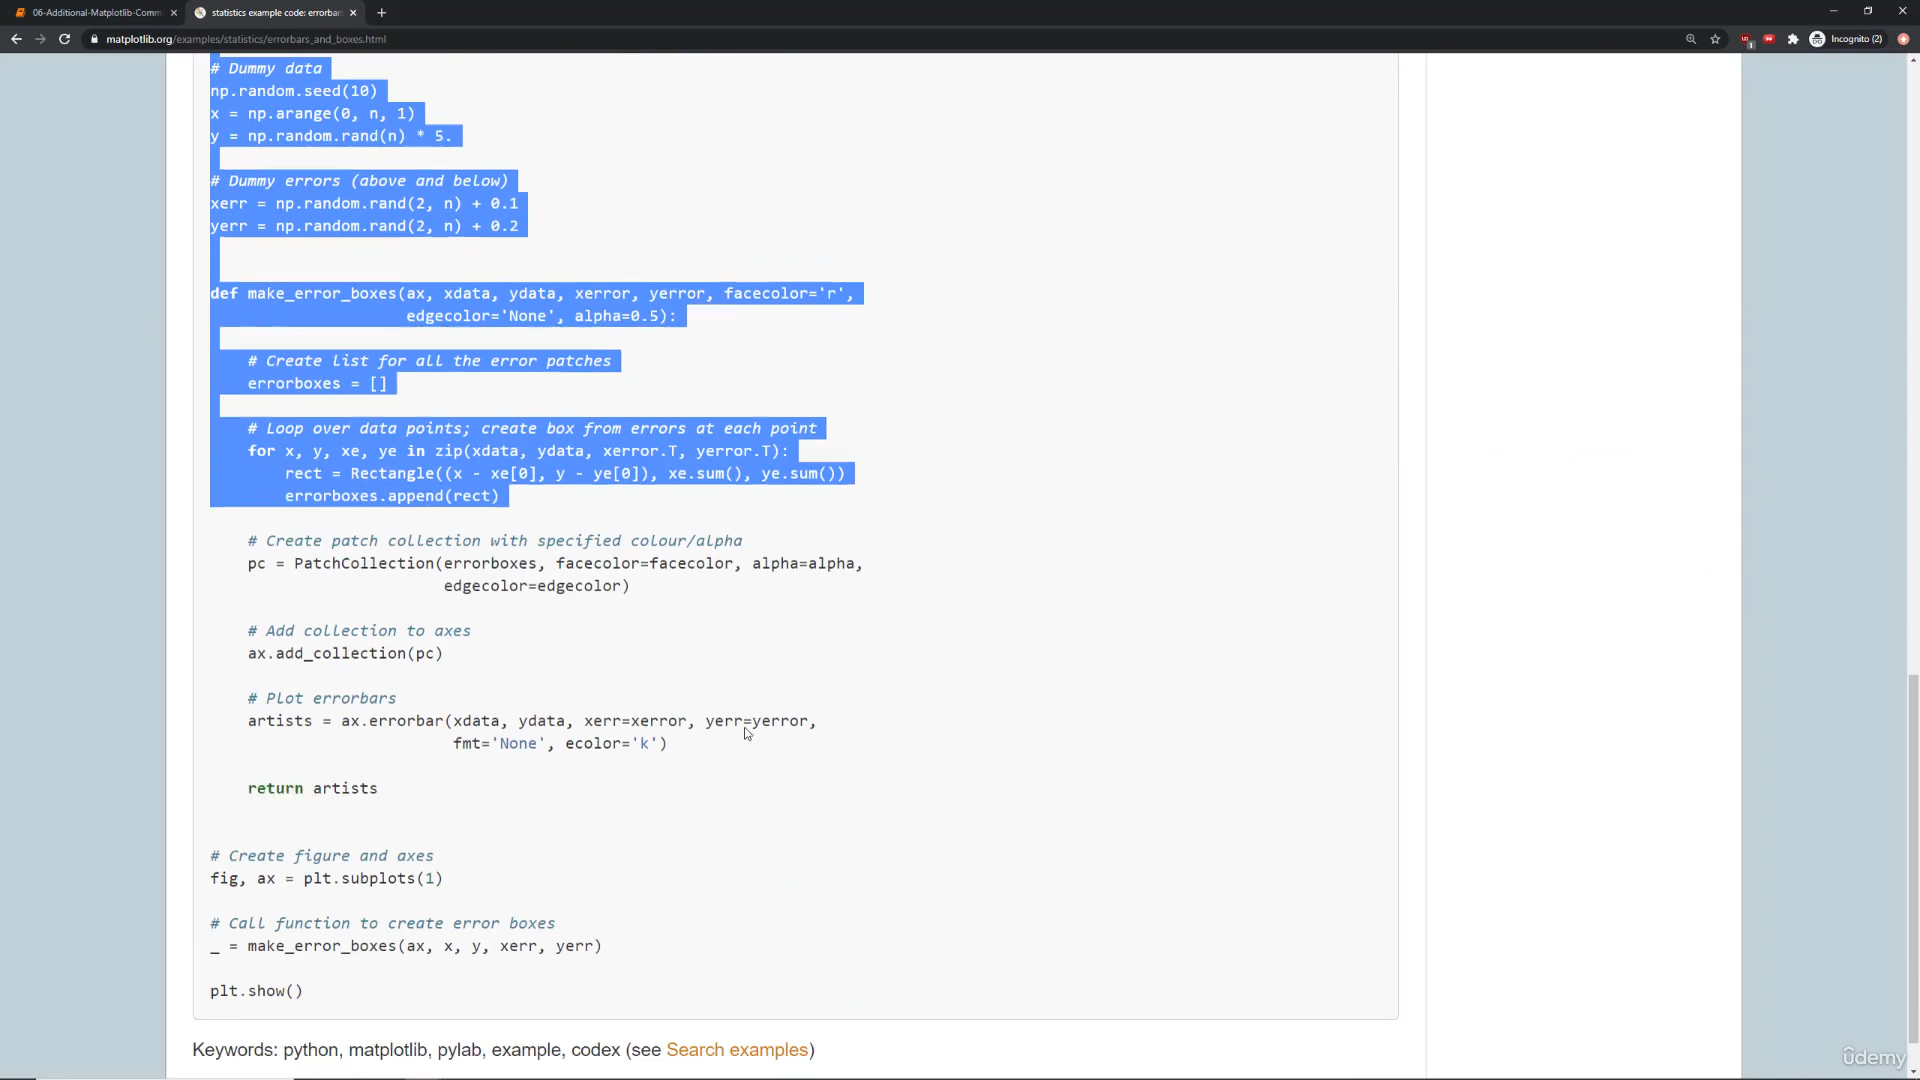 06-Additional-Matplotlib-Comm
statistics example code: errorbar
matplotlib.org/examples/statistics/errorbars_and_boxes.html
Incognito (2)
# Dummy data
np.random.seed(10)
x = np.arange(0, n, 1)
y = np.random.rand(n) * 5.
# Dummy errors (above and below)
xerr = np.random.rand(2, n) + 0.1
yerr = np.random.rand(2, n) + 0.2
def make_error_boxes(ax, xdata, ydata, xerror, yerror, facecolor='r',
edgecolor='None', alpha=0.5):
# Create list for all the error patches
errorboxes = []
# Loop over data points; create box from errors at each point
for x, y, xe, ye in zip(xdata, ydata, xerror.T, yerror.T):
rect = Rectangle((x - xe[0], y - ye[0]), xe.sum(), ye.sum())
errorboxes.append(rect)
# Create patch collection with specified colour/alpha
pc = PatchCollection(errorboxes, facecolor=facecolor, alpha=alpha,
edgecolor=edgecolor)
# Add collection to axes
ax.add_collection(pc)
# Plot errorbars
artists = ax.errorbar(xdata, ydata, xerr=xerror, yerr=yerror,
fmt='None', ecolor='k')
return artists
# Create figure and axes
fig, ax = plt.subplots(1)
# Call function to create error boxes
_ = make_error_boxes(ax, x, y, xerr, yerr)
plt.show()
Keywords: python, matplotlib, pylab, example, codex (see Search examples)
ûdemy